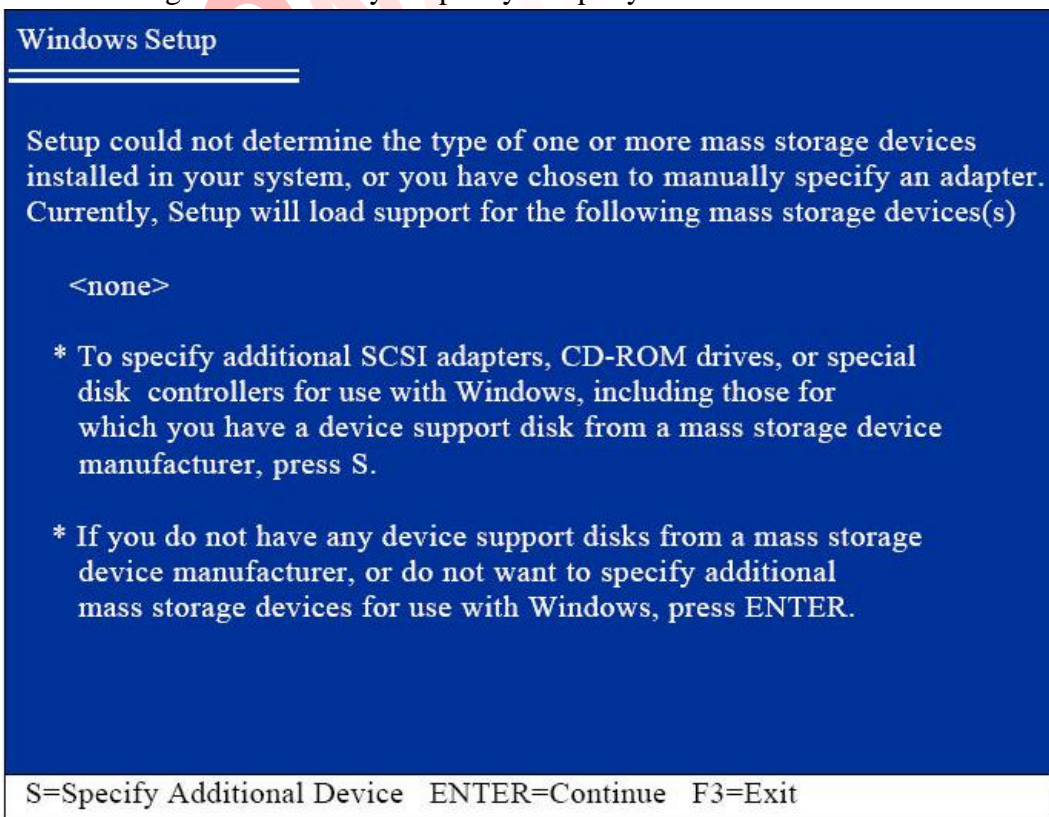 Windows Setup
Setup could not determine the type of one or more mass storage devices
installed in your system, or you have chosen to manually specify an adapter.
Currently, Setup will load support for the following mass storage devices(s)
<none>
* To specify additional SCSI adapters, CD-ROM drives, or special
disk controllers for use with Windows, including those for
which you have a device support disk from a mass storage device
manufacturer, press S.
* If you do not have any device support disks from a mass storage
device manufacturer, or do not want to specify additional
mass storage devices for use with Windows, press ENTER.
S=Specify Additional Device ENTER=Continue F3=Exit